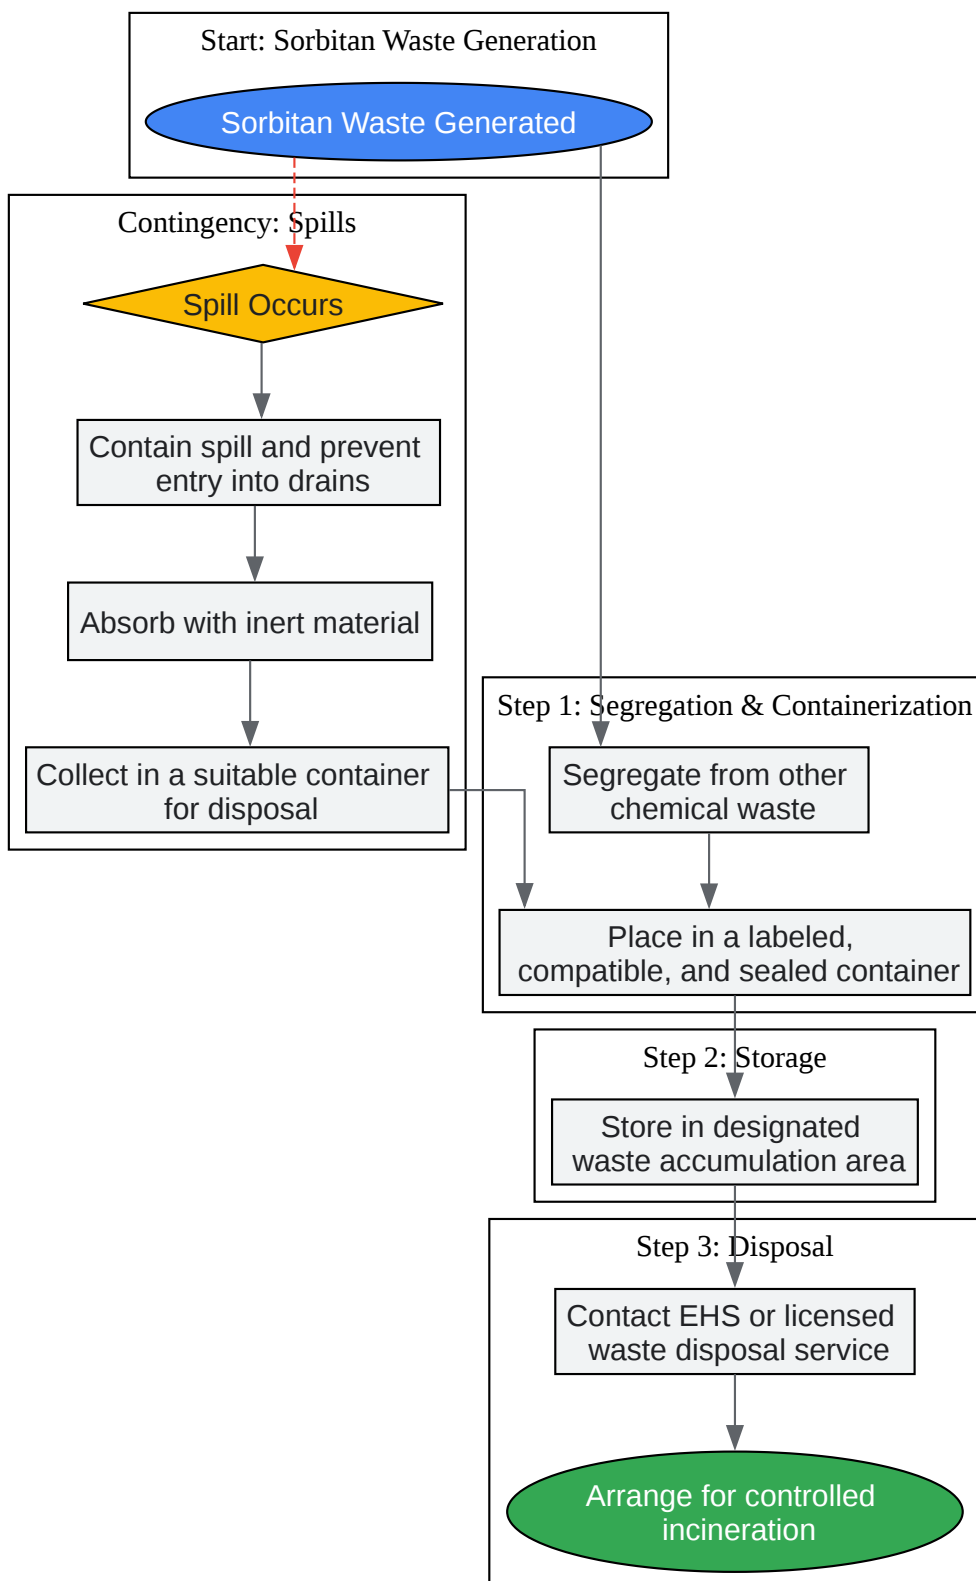 Start: Sorbitan Waste Generation
Sorbitan Waste Generated
Contingency: Spills
Spill Occurs
Contain spill and prevent
entry into drains
Absorb with inert material
Collect in a suitable container
for disposal
Step 1: Segregation & Containerization
Segregate from other
chemical waste
Place in a labeled,
compatible, and sealed container
Step 2: Storage
Store in designated
waste accumulation area
Step 3: Disposal
Contact EHS or licensed
waste disposal service
Arrange for controlled
incineration